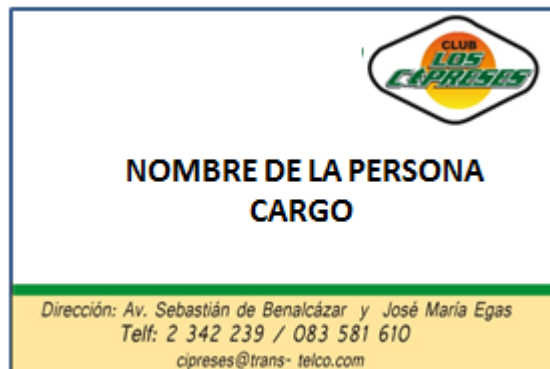 CLUB
LOS
CIPRESES
NOMBRE DE LA PERSONA
CARGO
Dirección: Av. Sebastián de Benalcázar y José María Egas
Telf: 2 342 239 / 083 581 610
cipreses@trans- telco.com